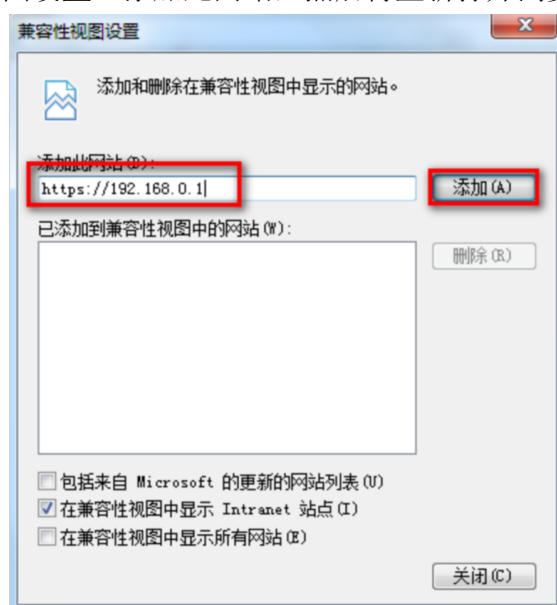 兼容性视图设置
添加和删除在兼容性视图中显示的网站。
添加此网站(D):
https://192.168.0.1
添加(A)
已添加到兼容性视图中的网站(W):
删除(R)
包括来自 Microsoft 的更新的网站列表(U)
在兼容性视图中显示 Intranet 站点(I)
在兼容性视图中显示所有网站(E)
关闭(C)